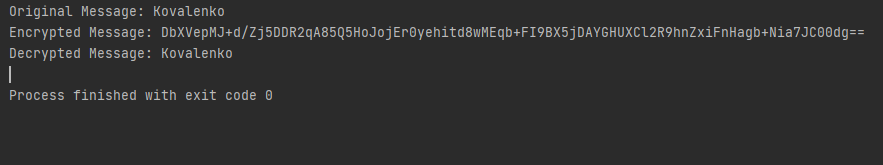 Original Message: Kovalenko
Encrypted Message: DbXVepMJ+d/Zj5DDR2qA85Q5HoJojEr0yehitd8wMEqb+FI9BX5jDAYGHUXCl2R9hnZxiFnHagb+Nia7JC00dg==
Decrypted Message: Kovalenko
Process finished with exit code 0